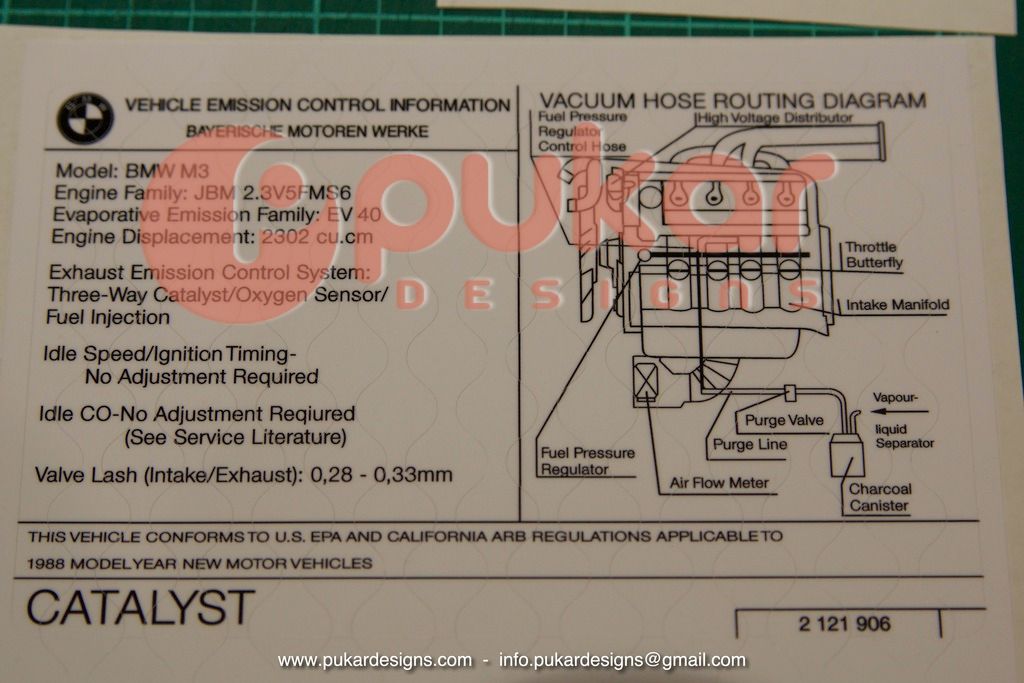 VEHICLE EMISSION CONTROL INFORMATION
BAYERISCHE MOTOREN WERKE
Model: BMW M3
Engine Family: JBM 2.3V5FMS6
Evaporative Emission Family: EV 40
Engine Displacement: 2302 cu.cm
Exhaust Emission Control System:
Three-Way Catalyst/Oxygen Sensor/
Fuel Injection
Idle Speed/Ignition Timing-
No Adjustment Required
Idle CO-No Adjustment Reqiured
(See Service Literature)
Valve Lash (Intake/Exhaust): 0,28 - 0,33mm
VACUUM HOSE ROUTING DIAGRAM
Fuel Pressure
Regulator
Control Hose
High Voltage Distributor
Throttle
Butterfly
Intake Manifold
Vapour-
liquid
Separator
Purge Valve
Purge Line
Fuel Pressure
Regulator
Air Flow Meter
Charcoal
Canister
THIS VEHICLE CONFORMS TO U.S. EPA AND CALIFORNIA ARB REGULATIONS APPLICABLE TO
1988 MODELYEAR NEW MOTOR VEHICLES
CATALYST
2 121 906
pukar
DESIGNS
www.pukardesigns.com - info.pukardesigns@gmail.com